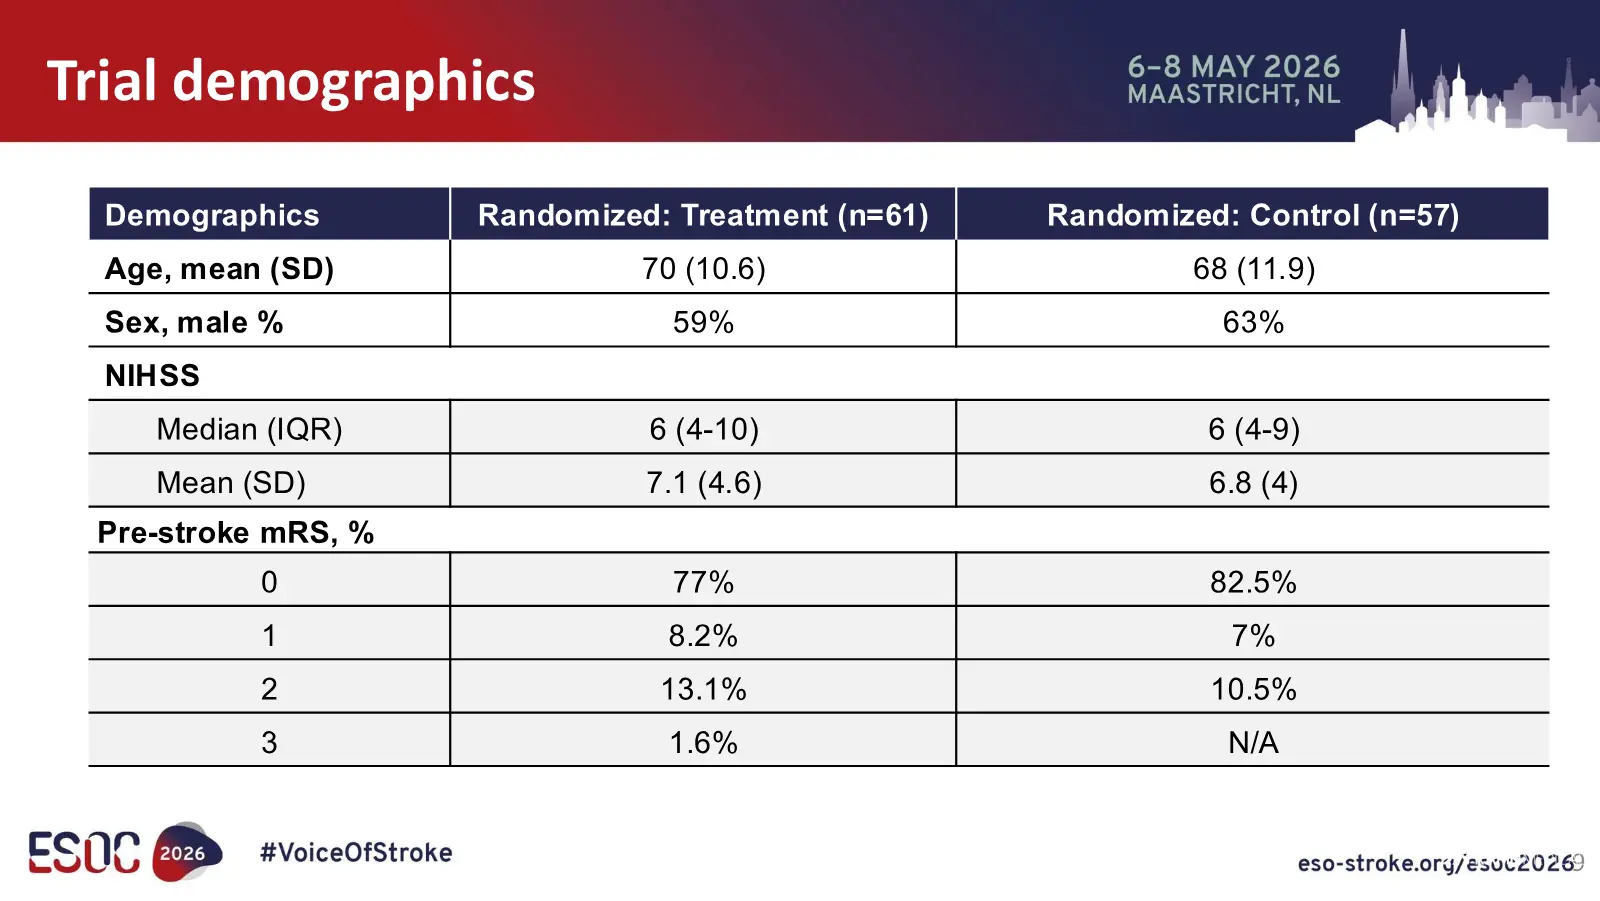 Trial demographics
6–8 MAY 2026
MAASTRICHT, NL
Demographics Randomized: Treatment (n=61) Randomized: Control (n=57)
Age, mean (SD) 70 (10.6) 68 (11.9)
Sex, male % 59% 63%
NIHSS
Median (IQR) 6 (4-10) 6 (4-9)
Mean (SD) 7.1 (4.6) 6.8 (4)
Pre-stroke mRS, %
0 77% 82.5%
1 8.2% 7%
2 13.1% 10.5%
3 1.6% N/A
ESOC 2026
#VoiceOfStroke
eso-stroke.org/esoc2026